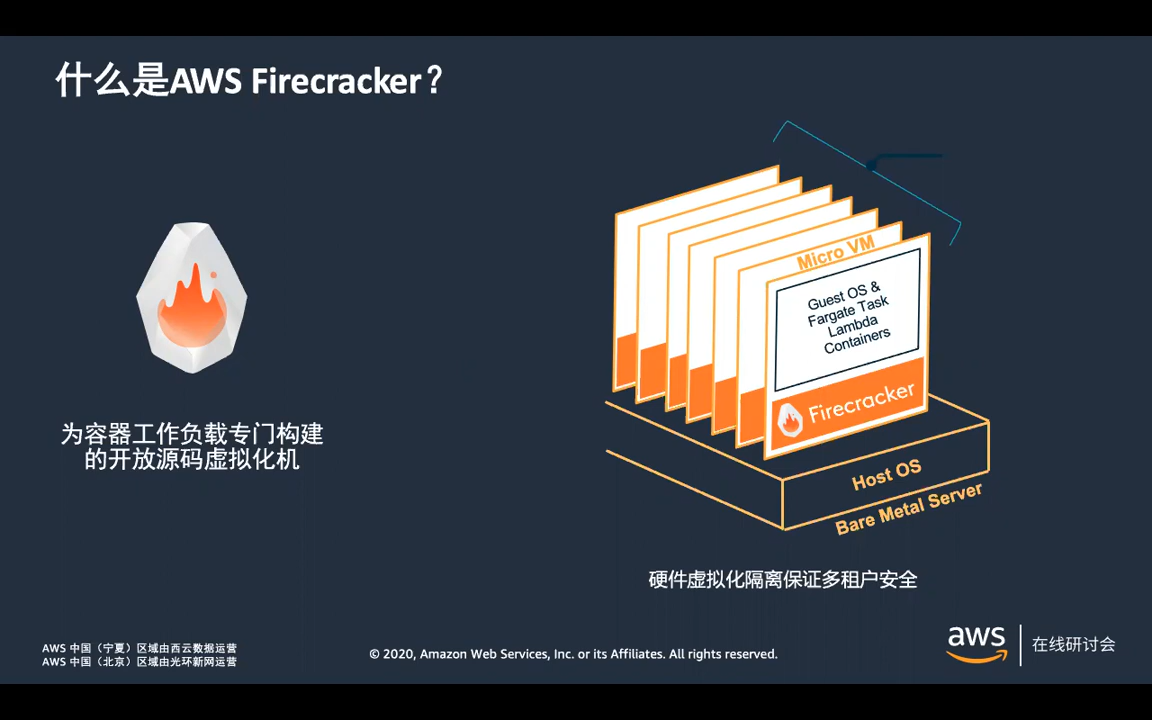 什么是AWS Firecracker？
Micro VM
Guest OS &
Fargate Task
Lambda
Containers
Firecracker
Host OS
Bare Metal Server
为容器工作负载专门构建
的开放源码虚拟化机
硬件虚拟化隔离保证多租户安全
AWS 中国（宁夏）区域由西云数据运营
AWS 中国（北京）区域由光环新网运营
© 2020, Amazon Web Services, Inc. or its Affiliates. All rights reserved.
aws
在线研讨会